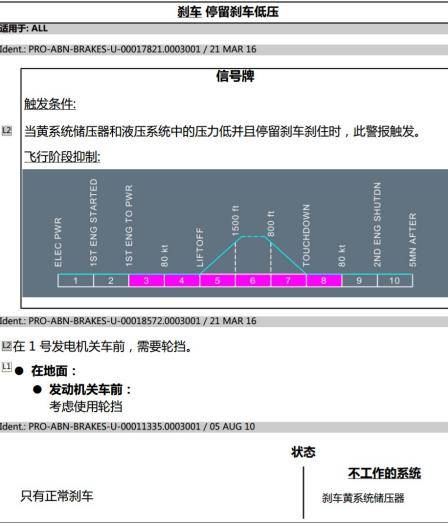 刹车 停留刹车低压
适用于: ALL
Ident.: PRO-ABN-BRAKES-U-00017821.0003001 / 21 MAR 16
信号牌
触发条件:
L2 当黄系统储压器和液压系统中的压力低并且停留刹车刹住时，此警报触发。
飞行阶段抑制:
ELEC PWR
1ST ENG STARTED
1ST ENG TO PWR
80 kt
LIFTOFF
1500 ft
800 ft
TOUCHDOWN
80 kt
2ND ENG SHUTDN
5MN AFTER
1 2 3 4 5 6 7 8 9 10
Ident.: PRO-ABN-BRAKES-U-00018572.0003001 / 21 MAR 16
L2 在 1 号发电机关车前，需要轮挡。
L1 ● 在地面：
● 发动机关车前：
考虑使用轮挡
Ident.: PRO-ABN-BRAKES-U-00011335.0003001 / 05 AUG 10
状态
不工作的系统
只有正常刹车
刹车黄系统储压器